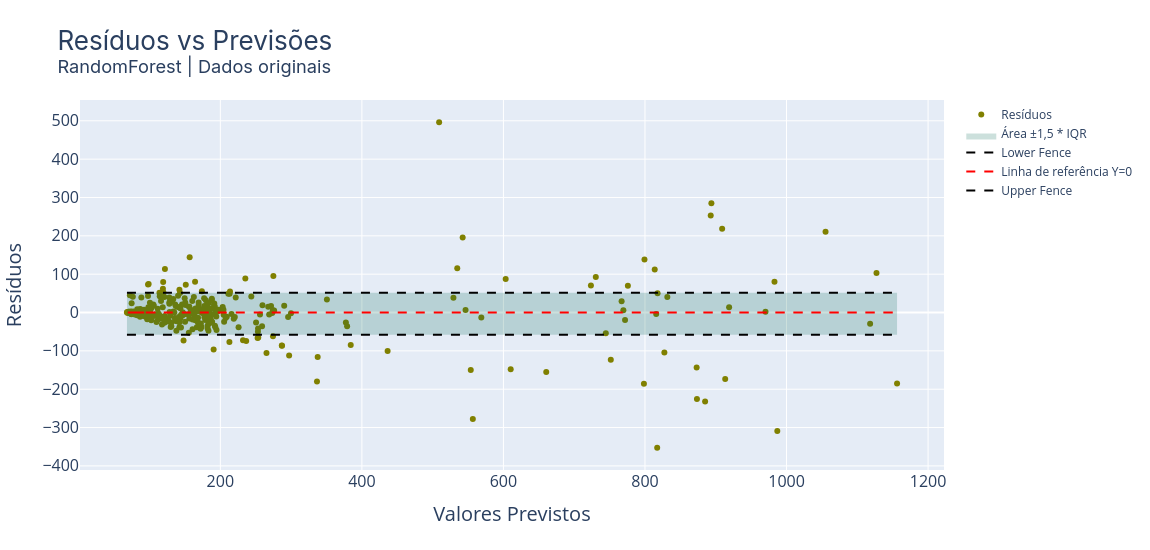 Resíduos vs Previsões
RandomForest | Dados originais
Resíduos
500
400
300
200
100
0
−100
−200
−300
−400
200
400
600
800
1000
1200
Valores Previstos
Resíduos
Área ±1,5 * IQR
Lower Fence
Linha de referência Y=0
Upper Fence